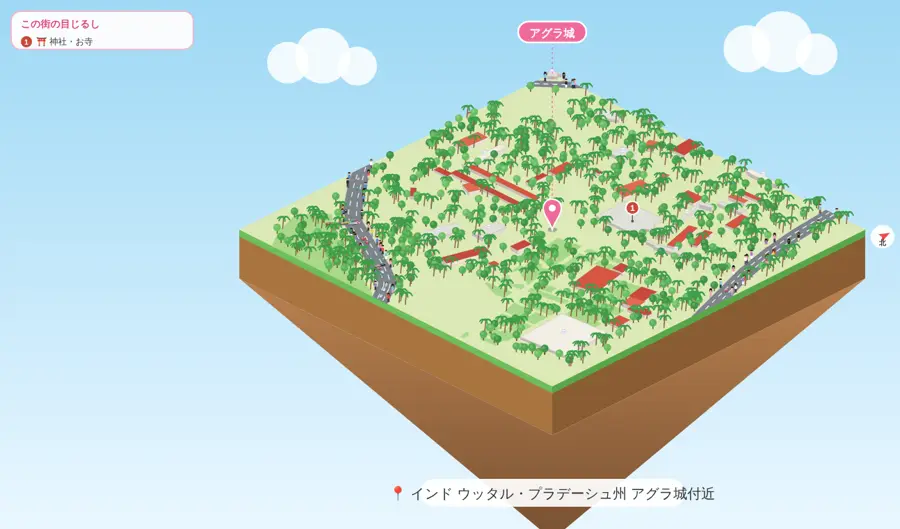 この街の目じるし
1 ⛩ 神社・お寺
アグラ城
1
北
📍 インド ウッタル・プラデーシュ州 アグラ城付近